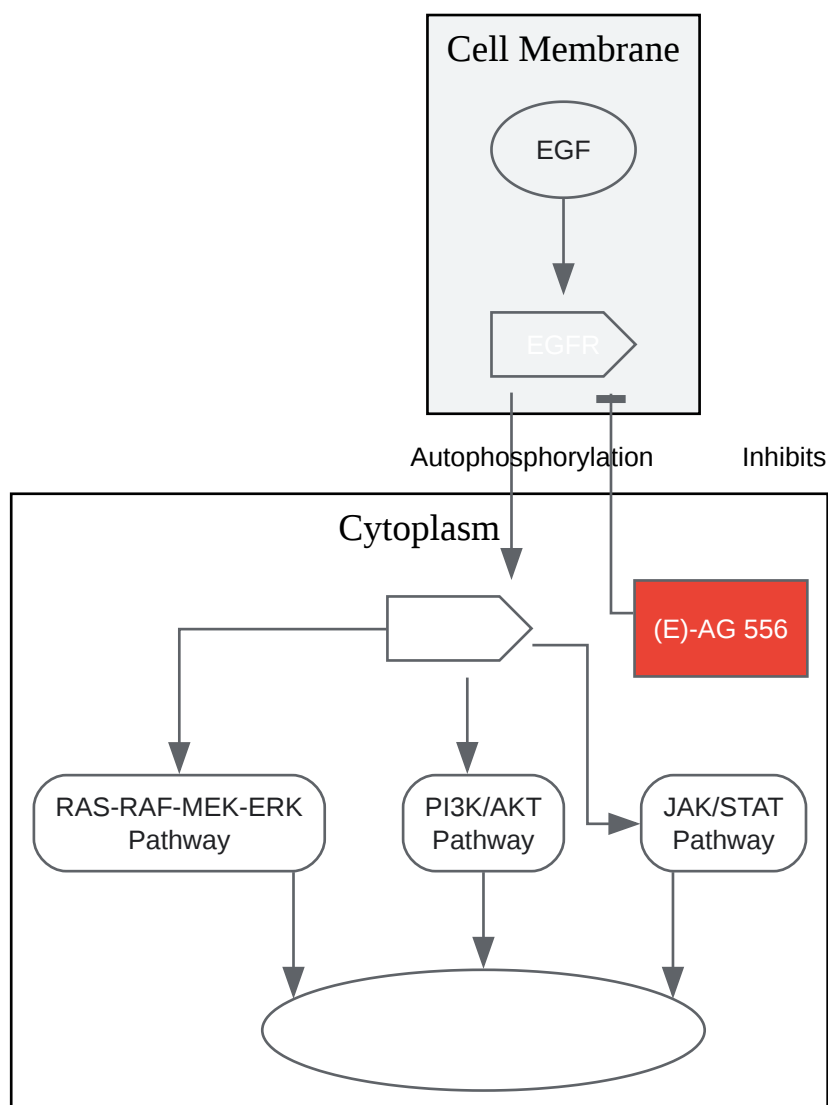 Cell Membrane
EGF
EGFR
Autophosphorylation
Inhibits
Cytoplasm
(E)-AG 556
RAS-RAF-MEK-ERK
Pathway
PI3K/AKT
Pathway
JAK/STAT
Pathway